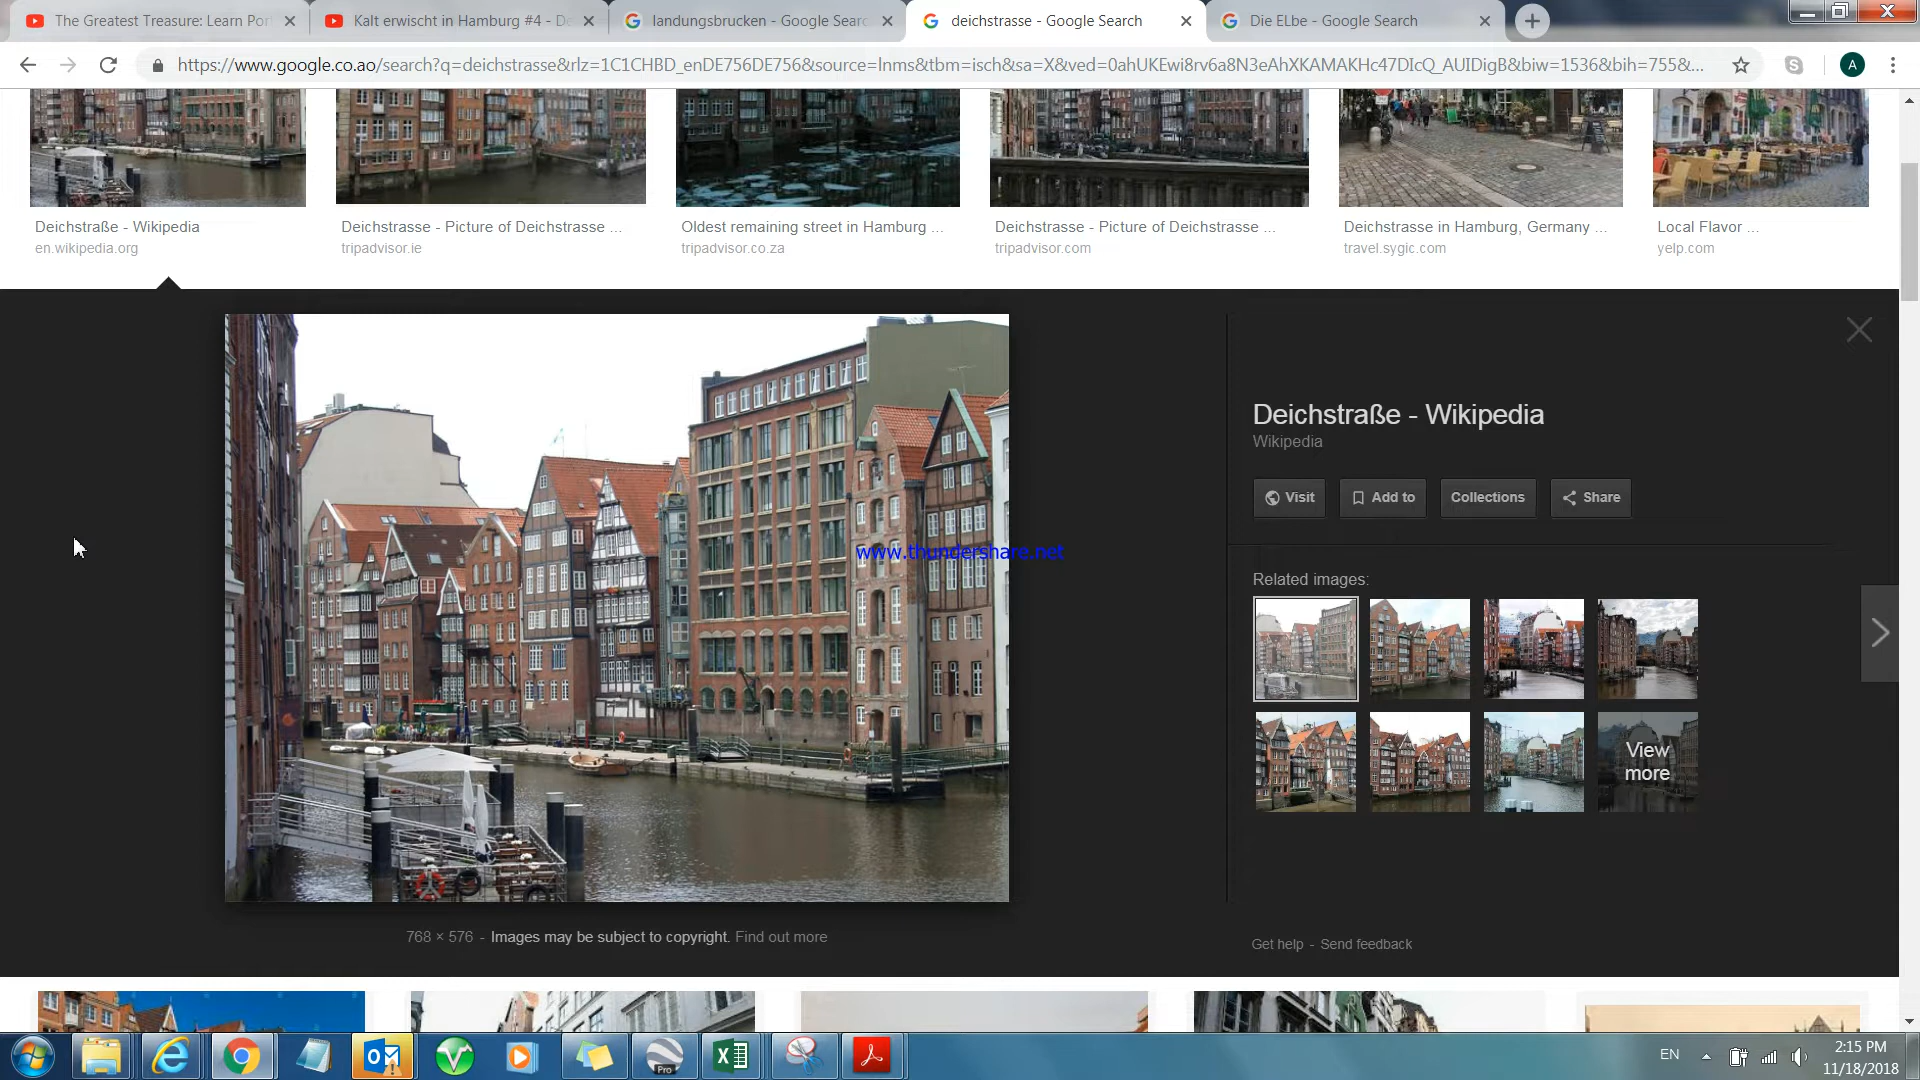 The Greatest Treasure: Learn Por
Kalt erwischt in Hamburg #4 - De
landungsbrucken - Google Searc
deichstrasse - Google Search
Die ELbe - Google Search
https://www.google.co.ao/search?q=deichstrasse&rlz=1C1CHBD_enDE756DE756&source=lnms&tbm=isch&sa=X&ved=0ahUKEwi8rv6a8N3eAhXKAMAKHc47DIcQ_AUIDigB&biw=1536&bih=755&...
A
Deichstraße - Wikipedia
en.wikipedia.org
Deichstrasse - Picture of Deichstrasse ...
tripadvisor.ie
Oldest remaining street in Hamburg ...
tripadvisor.co.za
Deichstrasse - Picture of Deichstrasse ...
tripadvisor.com
Deichstrasse in Hamburg, Germany ...
travel.sygic.com
Local Flavor ...
yelp.com
Deichstraße - Wikipedia
Wikipedia
Visit
Add to
Collections
Share
www.thundershare.net
Related images:
View
more
768 × 576 - Images may be subject to copyright. Find out more
Get help - Send feedback
Pro
EN
2:15 PM
11/18/2018